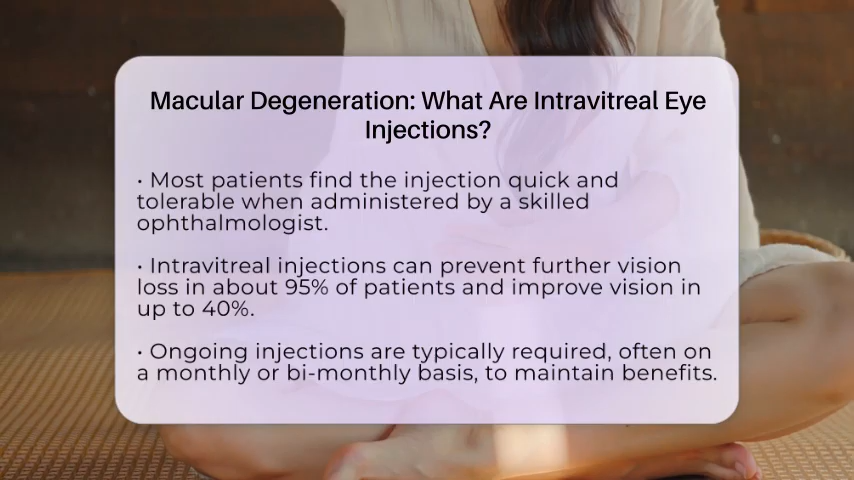 Macular Degeneration: What Are Intravitreal Eye
Injections?
• Most patients find the injection quick and
tolerable when administered by a skilled
ophthalmologist.
• Intravitreal injections can prevent further vision
loss in about 95% of patients and improve vision in
up to 40%.
• Ongoing injections are typically required, often on
a monthly or bi-monthly basis, to maintain benefits.